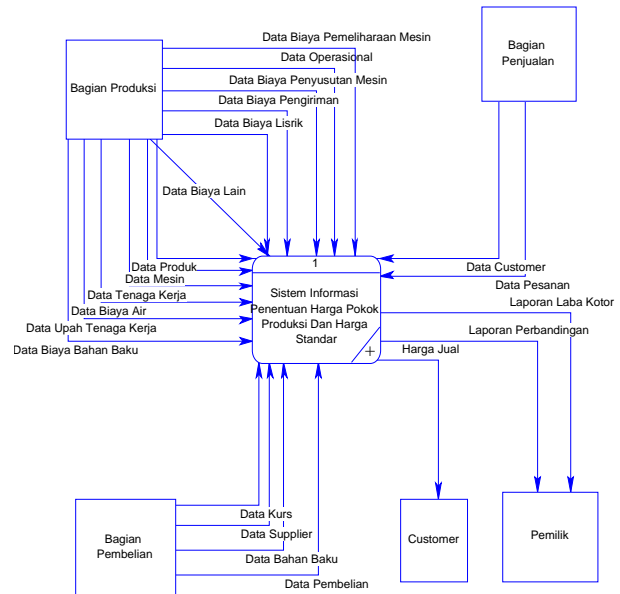 Data Biaya Pemeliharaan Mesin
Bagian
Penjualan
Data Operasional
Bagian Produksi
Data Biaya Penyusutan Mesin
Data Biaya Pengiriman
Data Biaya Lisrik
Data Biaya Lain
1
Data Produk
Data Customer
Data Mesin
Data Pesanan
Data Tenaga Kerja
Sistem Informasi
Penentuan Harga Pokok
Produksi Dan Harga
Standar
Laporan Laba Kotor
Data Biaya Air
Data Upah Tenaga Kerja
Laporan Perbandingan
Data Biaya Bahan Baku
Harga Jual
+
Data Kurs
Bagian
Pembelian
Data Supplier
Customer
Pemilik
Data Bahan Baku
Data Pembelian